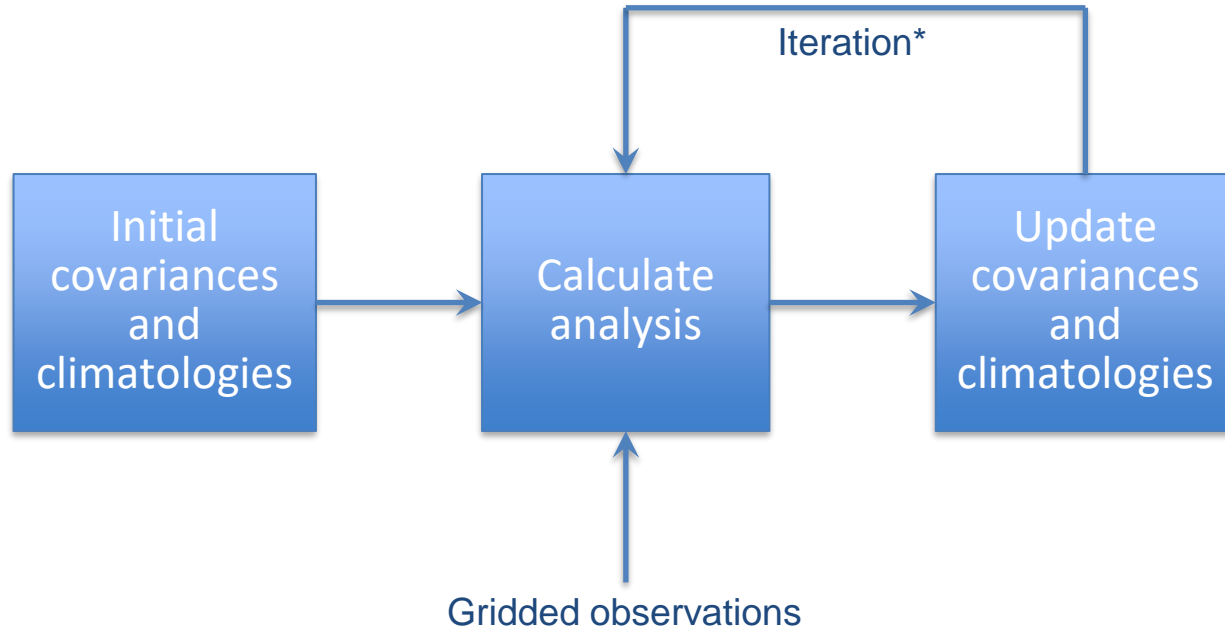 Iteration*
Initial
covariances
and
climatologies
Calculate
analysis
Update
covariances
and
climatologies
Gridded observations